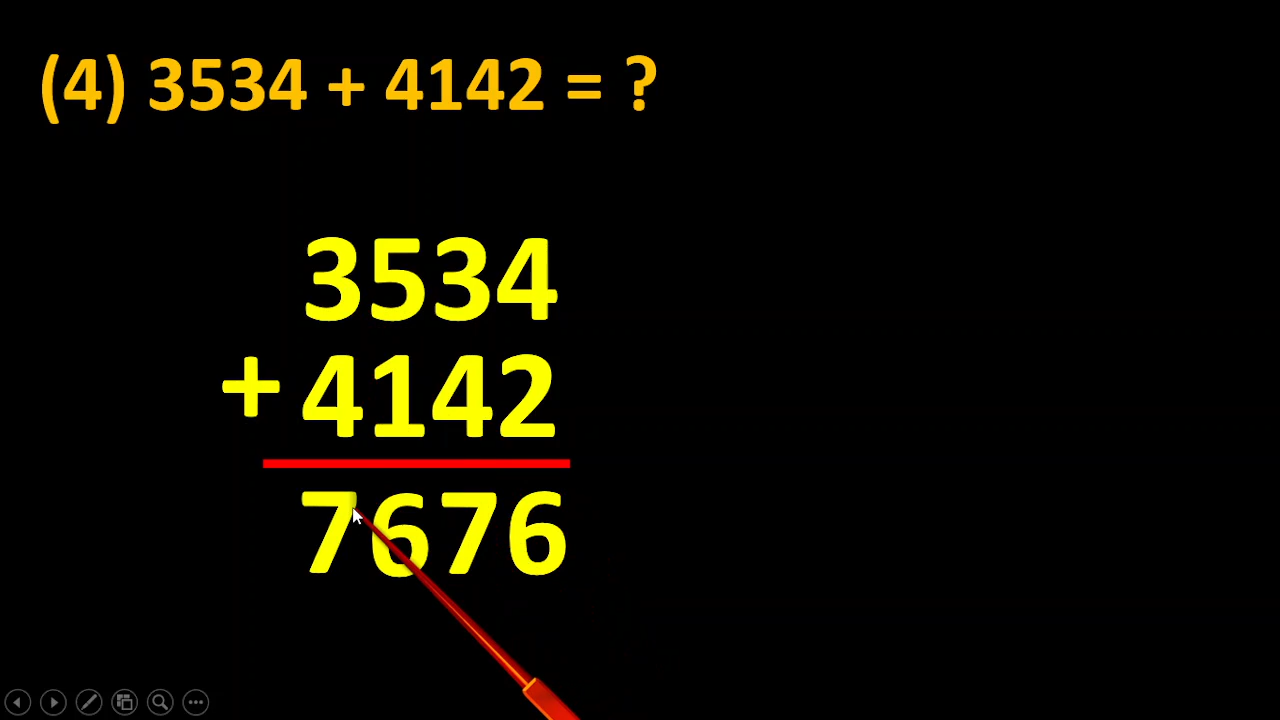 (4) 3534 + 4142 = ?
3534
+ 4142
7676